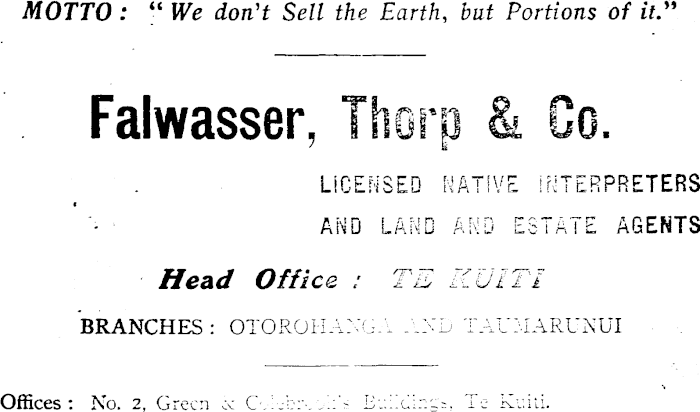 MOTTO: "We don't Sell the Earth, but Portions of it."
Falwasser, Thorp & Co.
LICENSED NATIVE INTERPRETERS
AND LAND AND ESTATE AGENTS
Head Office: TE KUITI
BRANCHES: OTOROHANGA AND TAUMARUNUI
Offices: No. 2, Green & Colebrook's Buildings, Te Kuiti.